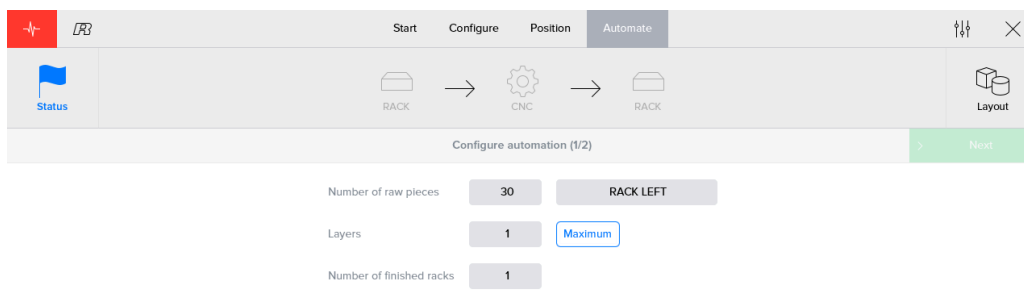 Start Configure Position Automate
Status
RACK CNC RACK
Layout
Configure automation (1/2)
Next
Number of raw pieces 30 RACK LEFT
Layers 1 Maximum
Number of finished racks 1